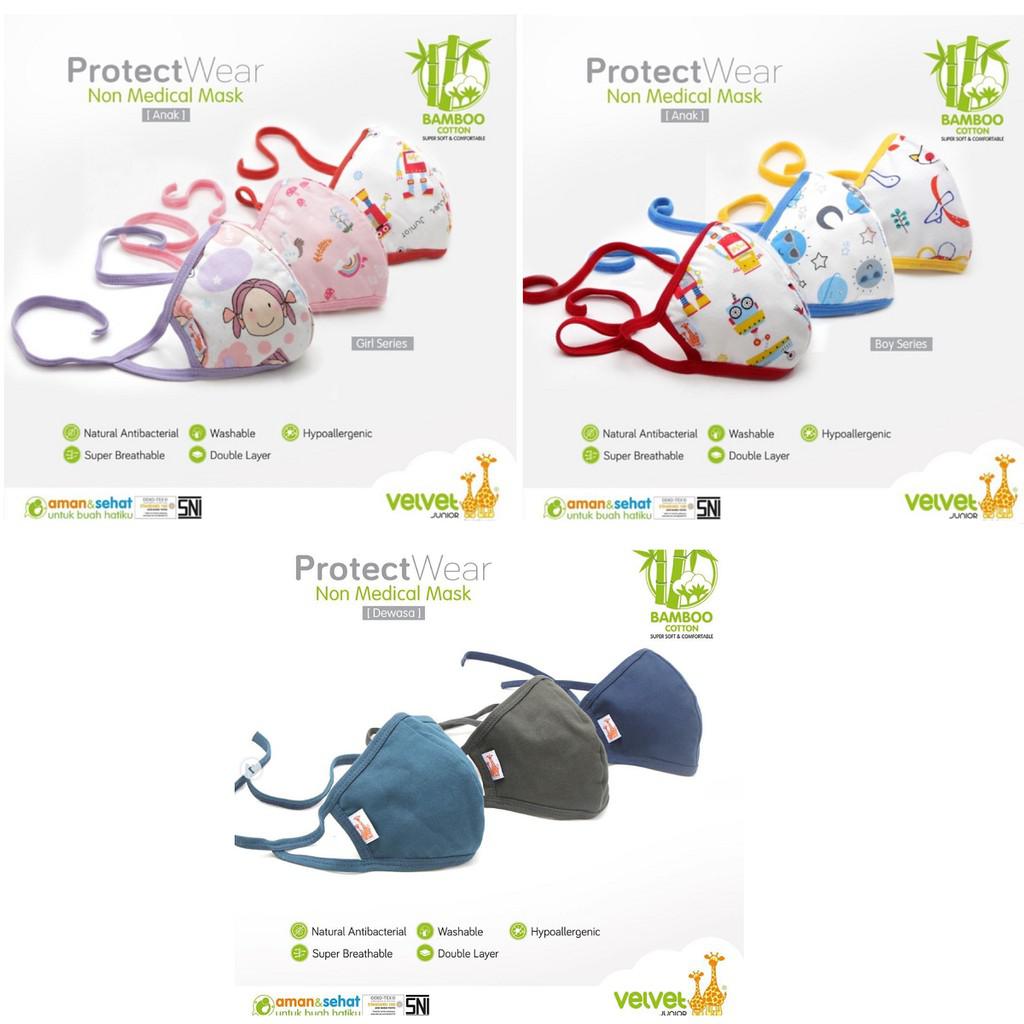 ProtectWear
Non Medical Mask
[ Anak ]
BAMBOO
COTTON
SUPER SOFT & COMFORTABLE
Girl Series
Natural Antibacterial
Washable
Hypoallergenic
Super Breathable
Double Layer
aman&sehat
untuk buah hatiku
SNI
velvet
JUNIOR
ProtectWear
Non Medical Mask
[ Anak ]
BAMBOO
COTTON
SUPER SOFT & COMFORTABLE
Boy Series
Natural Antibacterial
Washable
Hypoallergenic
Super Breathable
Double Layer
aman&sehat
untuk buah hatiku
SNI
velvet
JUNIOR
ProtectWear
Non Medical Mask
[ Dewasa ]
BAMBOO
COTTON
SUPER SOFT & COMFORTABLE
Natural Antibacterial
Washable
Hypoallergenic
Super Breathable
Double Layer
aman&sehat
untuk buah hatiku
SNI
velvet
JUNIOR